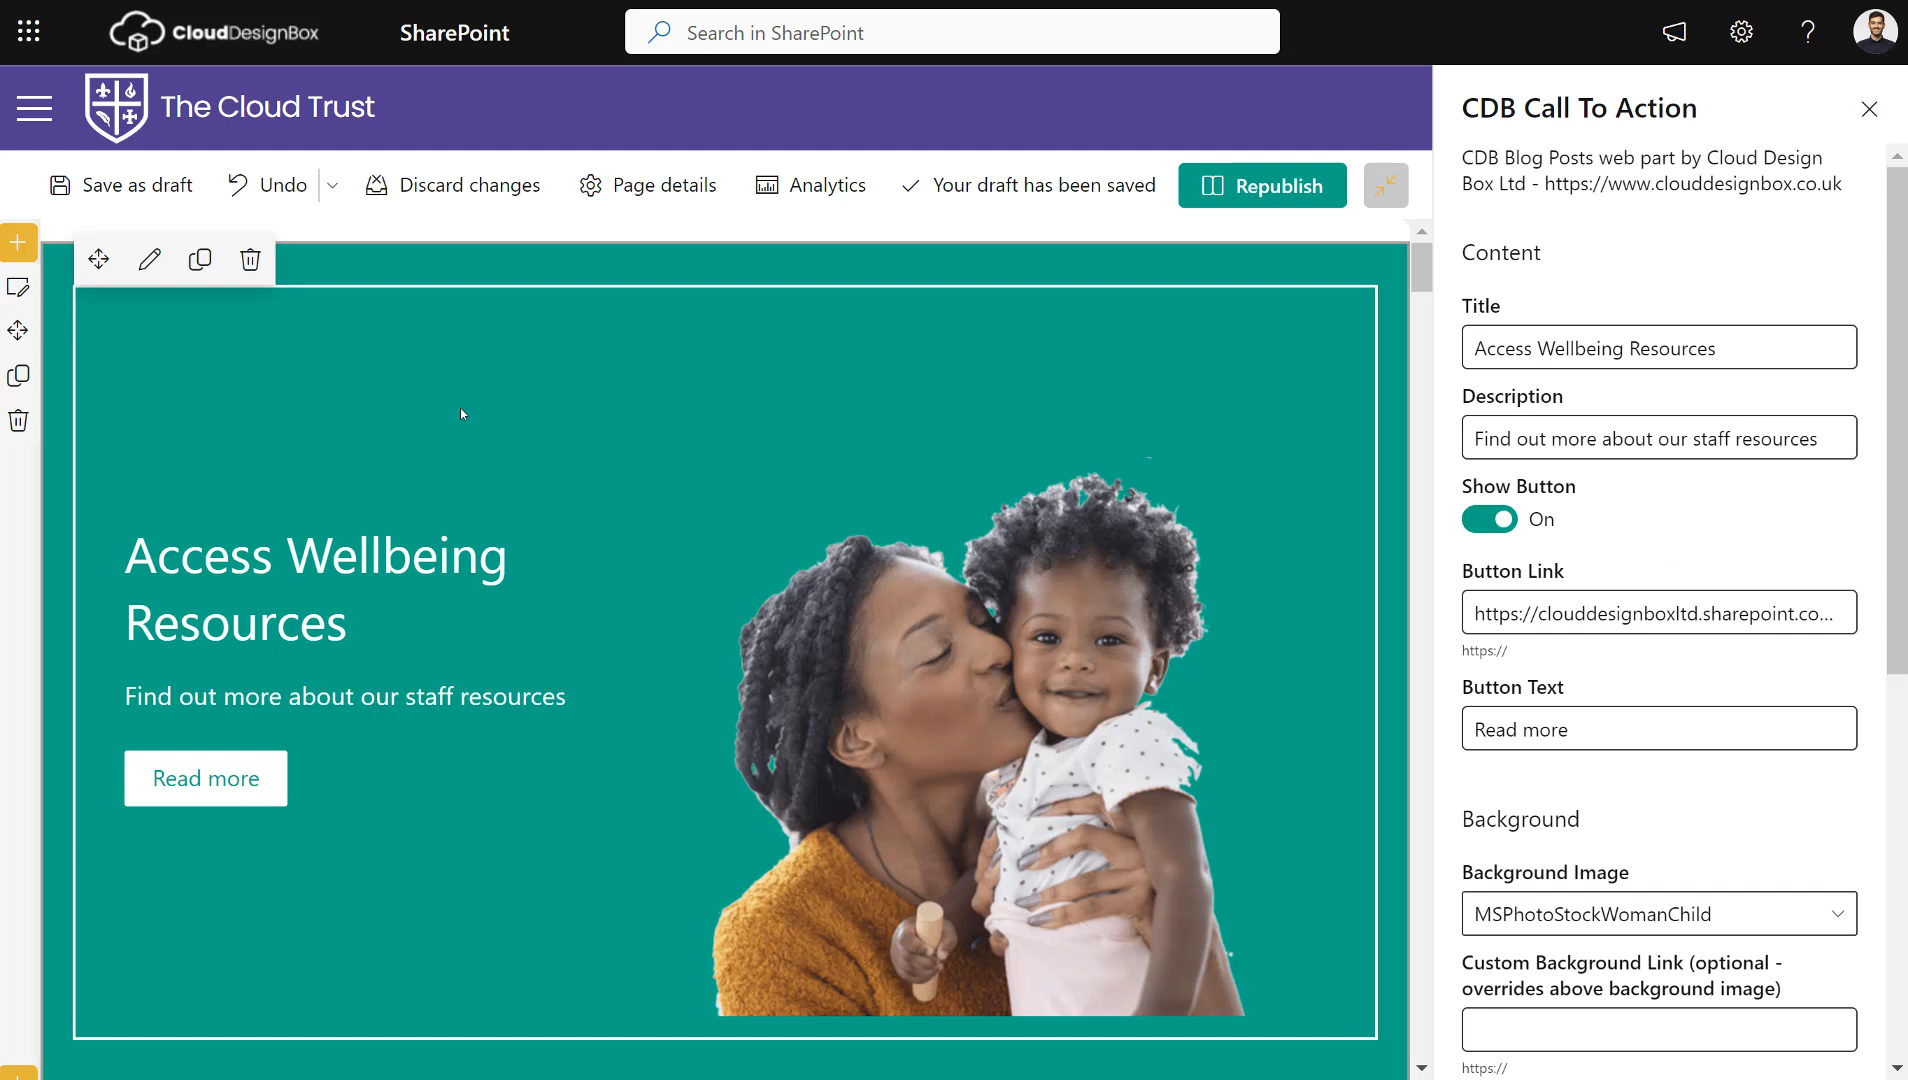 CloudDesignBox
SharePoint
Search in SharePoint
The Cloud Trust
Save as draft
Undo
Discard changes
Page details
Analytics
Your draft has been saved
Republish
Access Wellbeing
Resources
Find out more about our staff resources
Read more
CDB Call To Action
CDB Blog Posts web part by Cloud Design
Box Ltd - https://www.clouddesignbox.co.uk
Content
Title
Access Wellbeing Resources
Description
Find out more about our staff resources
Show Button
On
Button Link
https://clouddesignboxltd.sharepoint.co...
https://
Button Text
Read more
Background
Background Image
MSPhotoStockWomanChild
Custom Background Link (optional -
overrides above background image)
https://